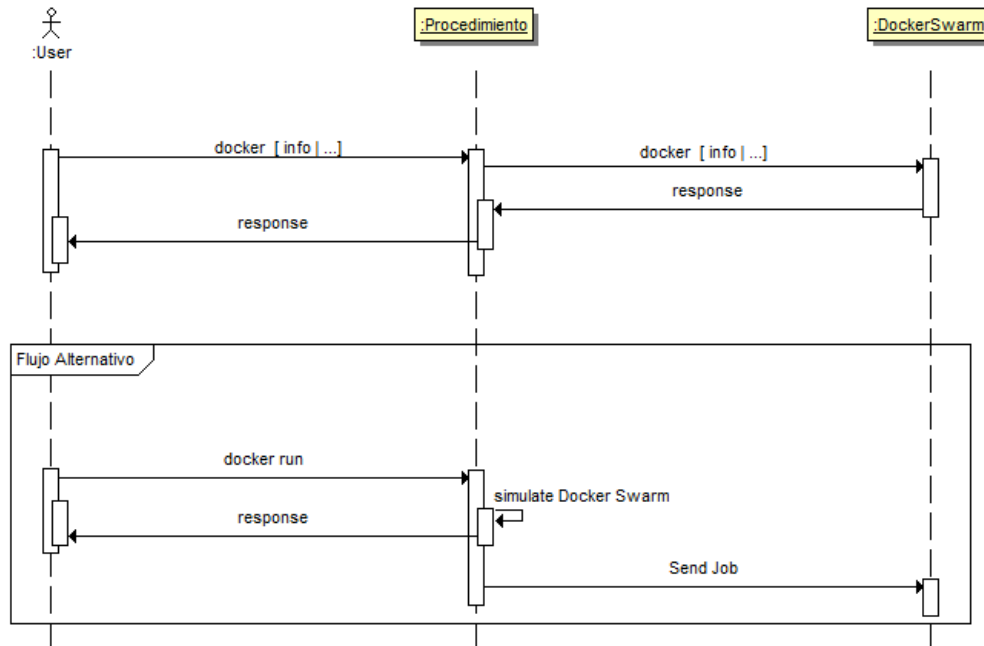 :User
:Procedimiento
:DockerSwarm
docker [ info | ...]
docker [ info | ...]
response
response
Flujo Alternativo
docker run
simulate Docker Swarm
response
Send Job